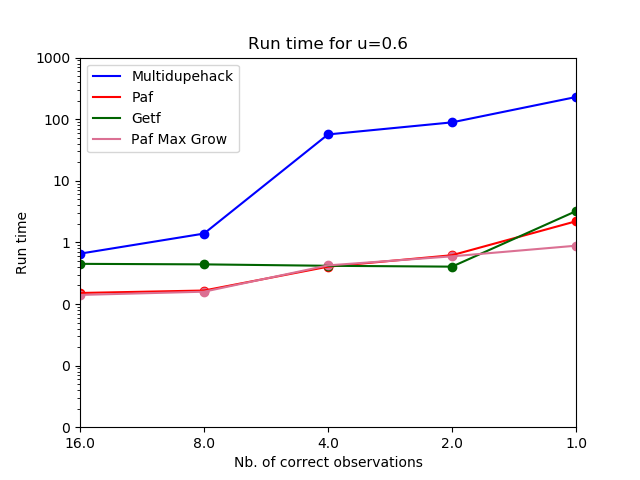 Run time for u=0.6
1000
100
10
1
0
0
0
Run time
Multidupehack
Paf
Getf
Paf Max Grow
16.0 8.0 4.0 2.0 1.0
Nb. of correct observations